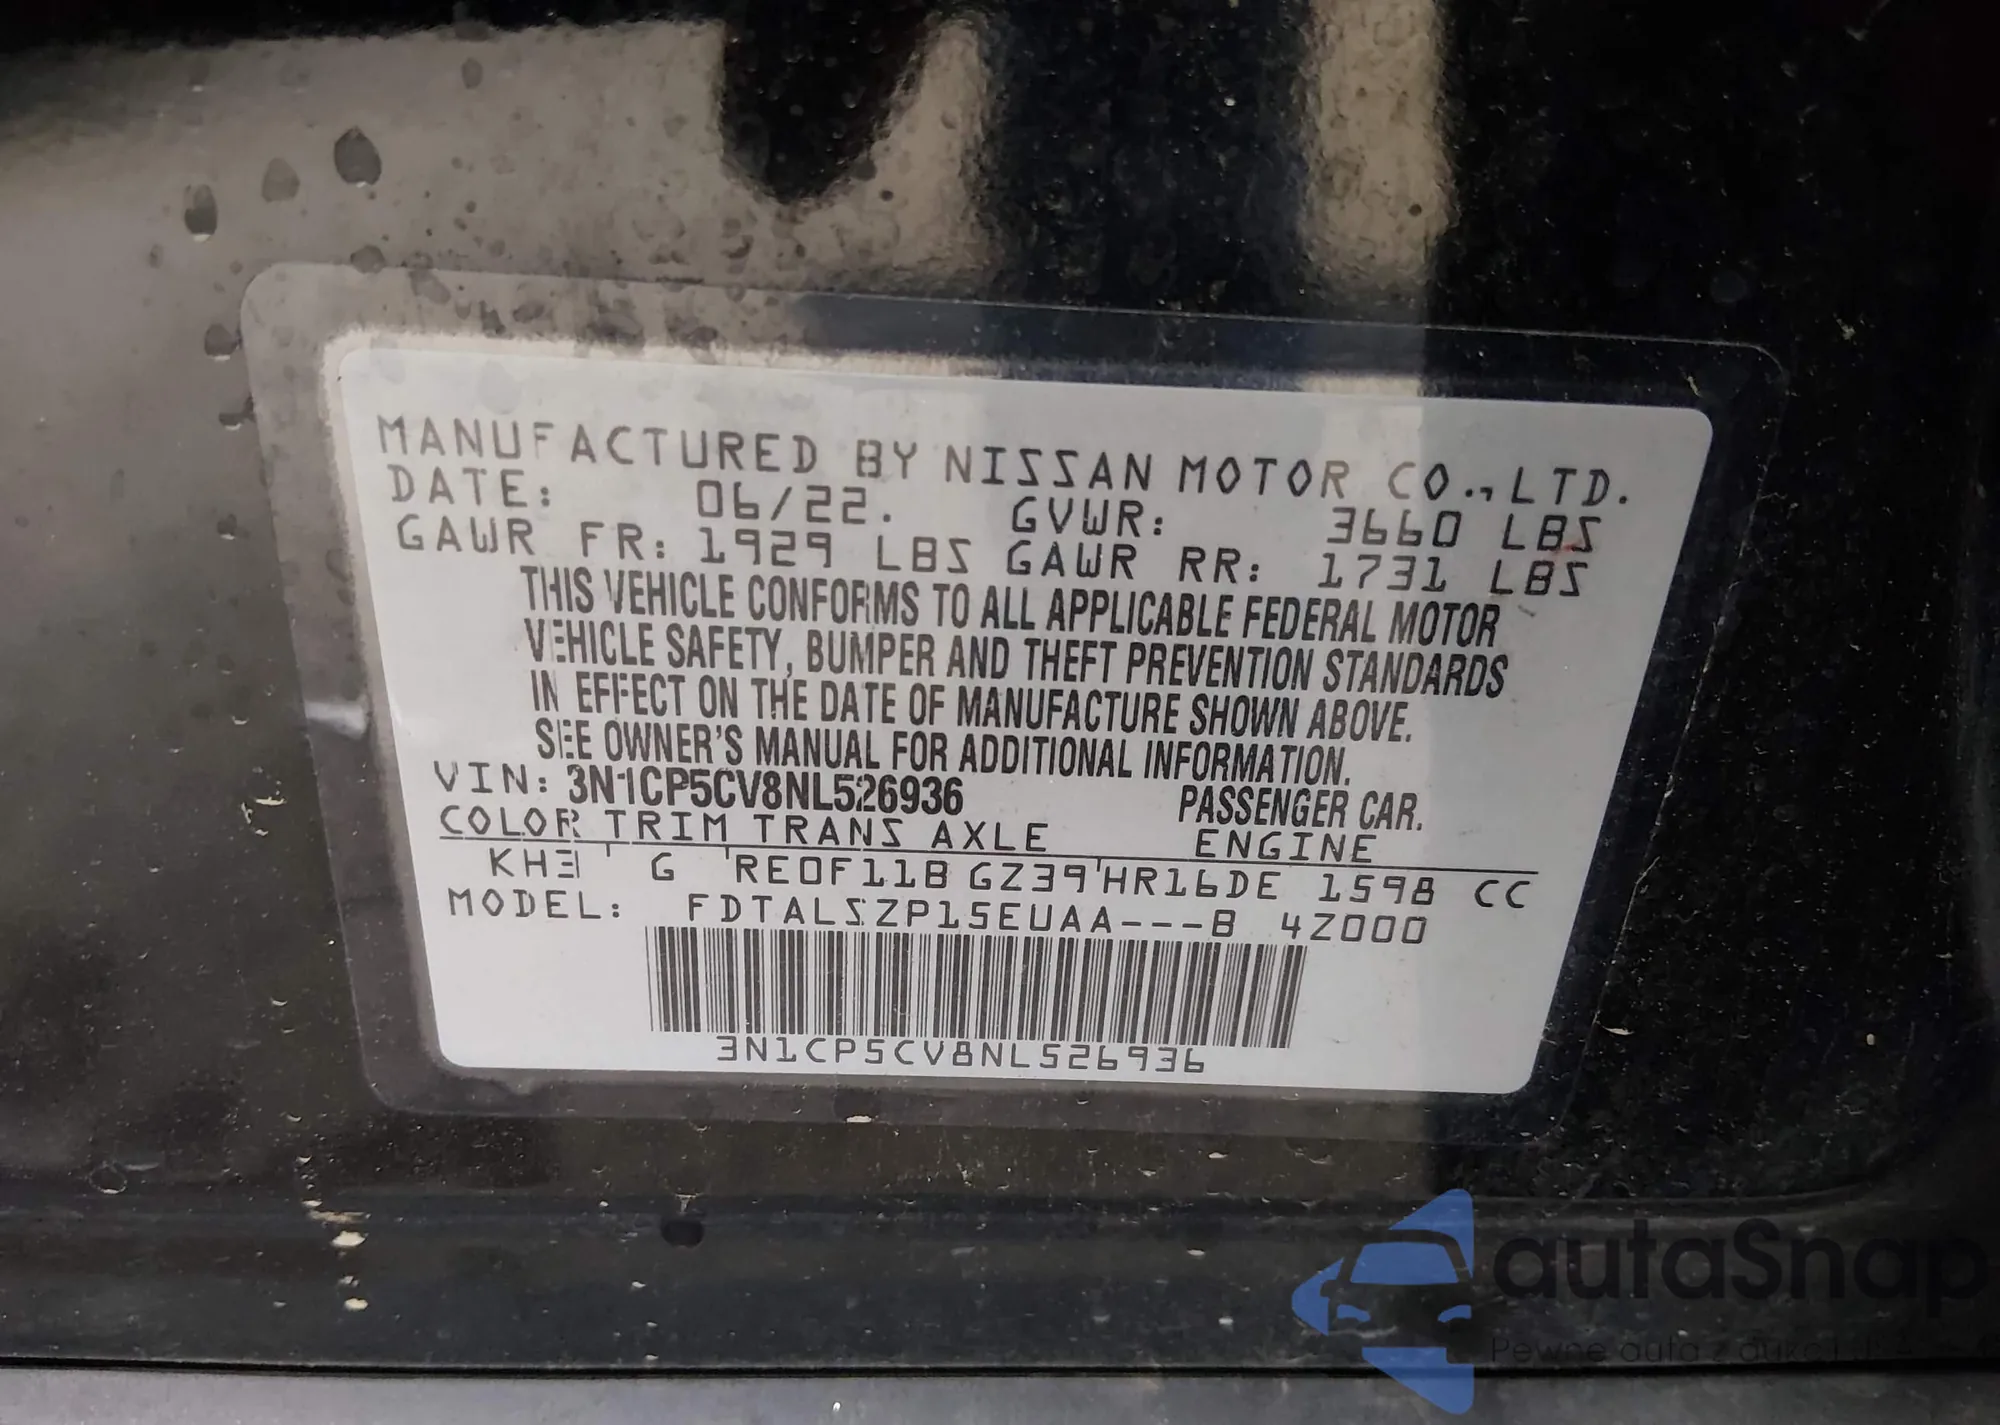 MANUFACTURED BY NISSAN MOTOR CO., LTD.
DATE: 06/22. GVWR: 3660 LBS
GAWR FR: 1929 LBS GAWR RR: 1731 LBS
THIS VEHICLE CONFORMS TO ALL APPLICABLE FEDERAL MOTOR
VEHICLE SAFETY, BUMPER AND THEFT PREVENTION STANDARDS
IN EFFECT ON THE DATE OF MANUFACTURE SHOWN ABOVE.
SEE OWNER'S MANUAL FOR ADDITIONAL INFORMATION.
VIN: 3N1CP5CV8NL526936 PASSENGER CAR.
COLOR TRIM TRANS AXLE ENGINE
KH3 G RE0F11B GZ39 HR16DE 1598 CC
MODEL: FDTALSZP15EUAA---B 4Z000
3N1CP5CV8NL526936
autaSnap
Pewne auta z